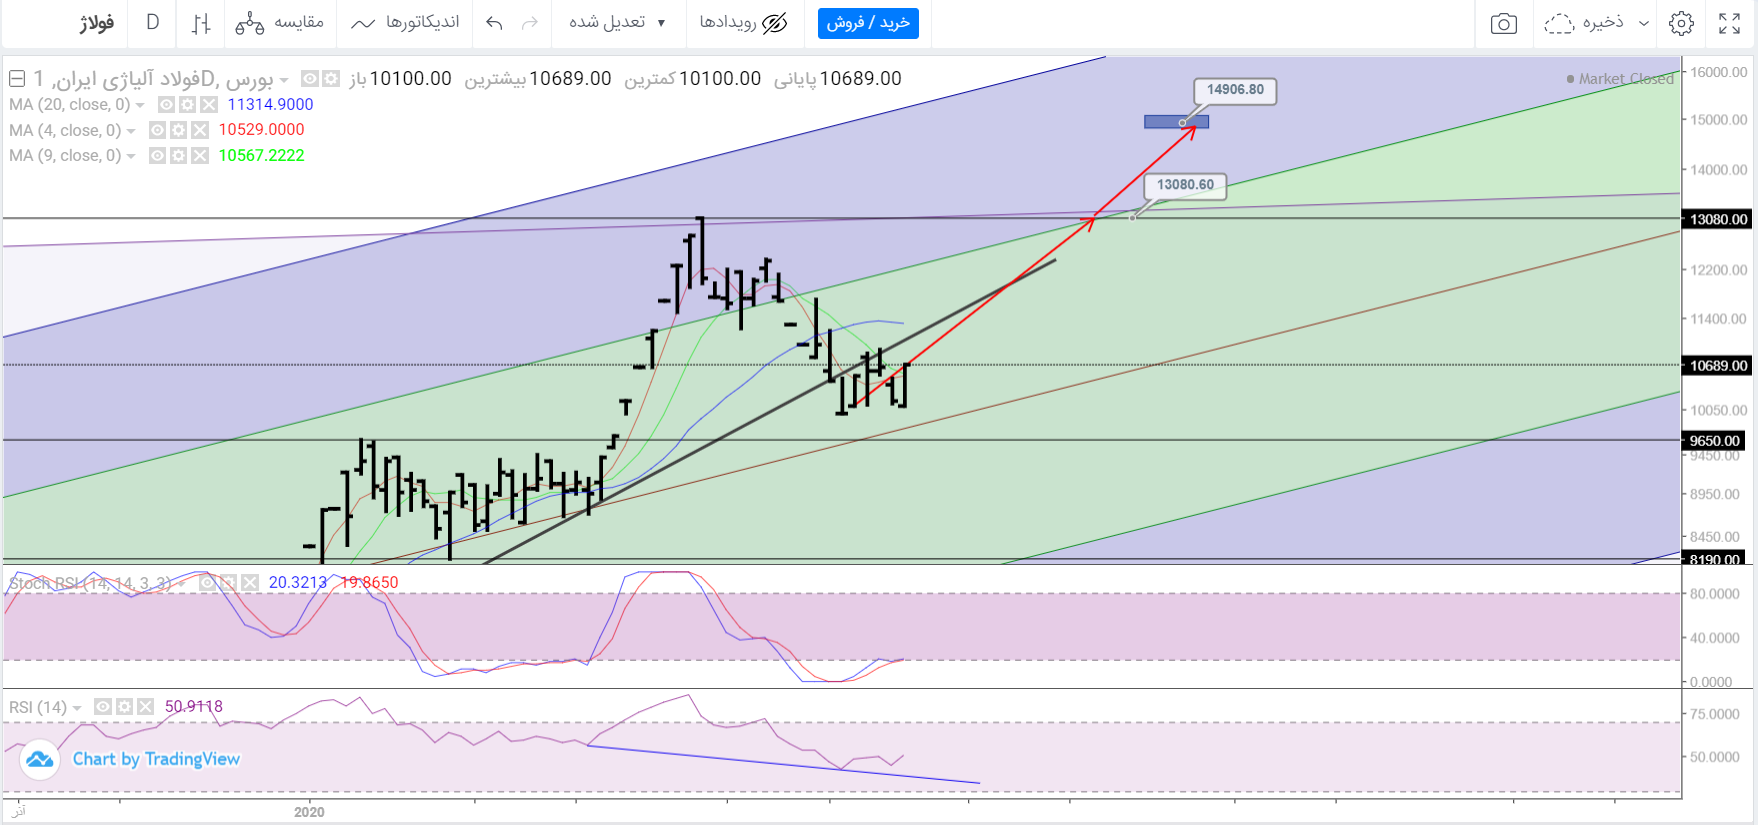 فولاژ D مقایسه اندیکاتورها تعدیل شده رویدادها خرید / فروش ذخیره
فولاد آلیاژی ایران, 1D, بورس باز 10100.00 بیشترین 10689.00 کمترین 10100.00 پایانی 10689.00
Market Closed
MA (20, close, 0) 11314.9000
MA (4, close, 0) 10529.0000
MA (9, close, 0) 10567.2222
14906.80
13080.60
16000.00
15000.00
14000.00
13080.00
12200.00
11400.00
10689.00
10050.00
9650.00
9450.00
8950.00
8450.00
8190.00
Stoch RSI (14, 14, 3, 3) 20.3213 19.8650
80.0000
40.0000
0.0000
RSI (14) 50.9118
75.0000
50.0000
Chart by TradingView
آذر 2020